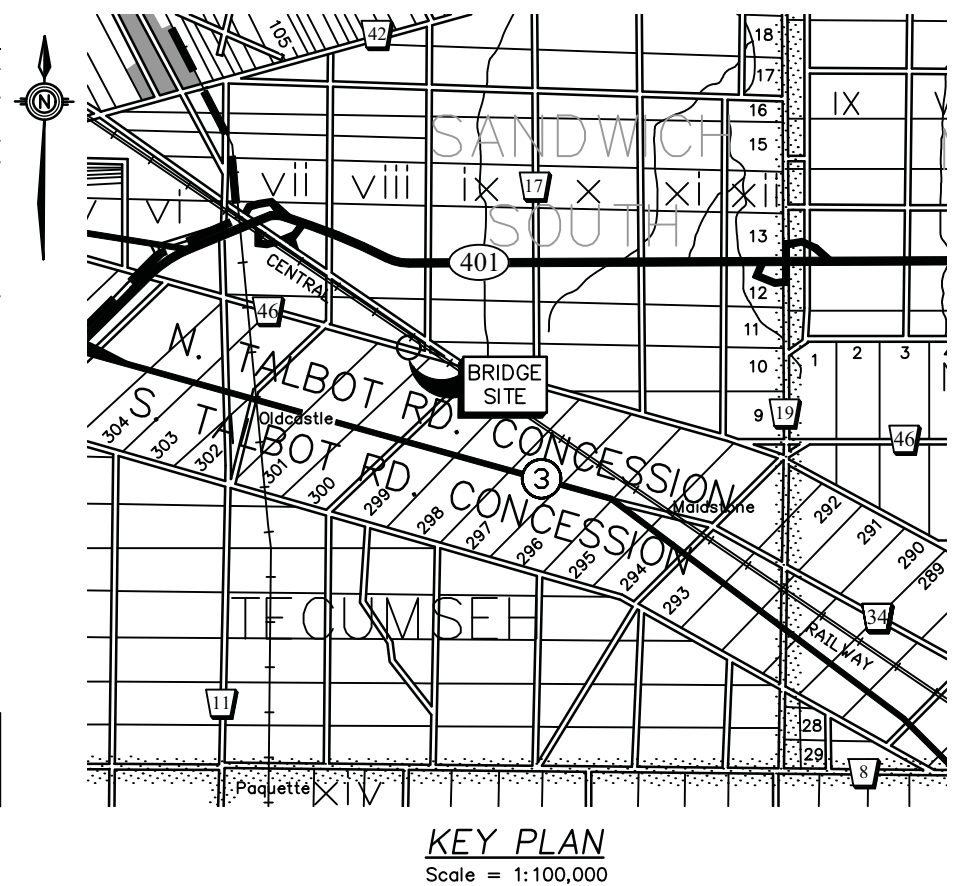 N
42
105
18
17
16
15
13
12
11
10
9
IX
SANDWICH
SOUTH
vi
vii
viii
ix
x
xi
xii
17
401
CENTRAL
46
N. TALBOT RD. CONCESSION
S. TALBOT RD. CONCESSION
BRIDGE
SITE
1
2
3
19
46
Oldcastle
3
Maidstone
304
303
302
301
300
299
298
297
296
295
294
293
292
291
290
289
TECUMSEH
34
RAILWAY
11
28
29
8
Paquette
XIV
KEY PLAN
Scale = 1:100,000